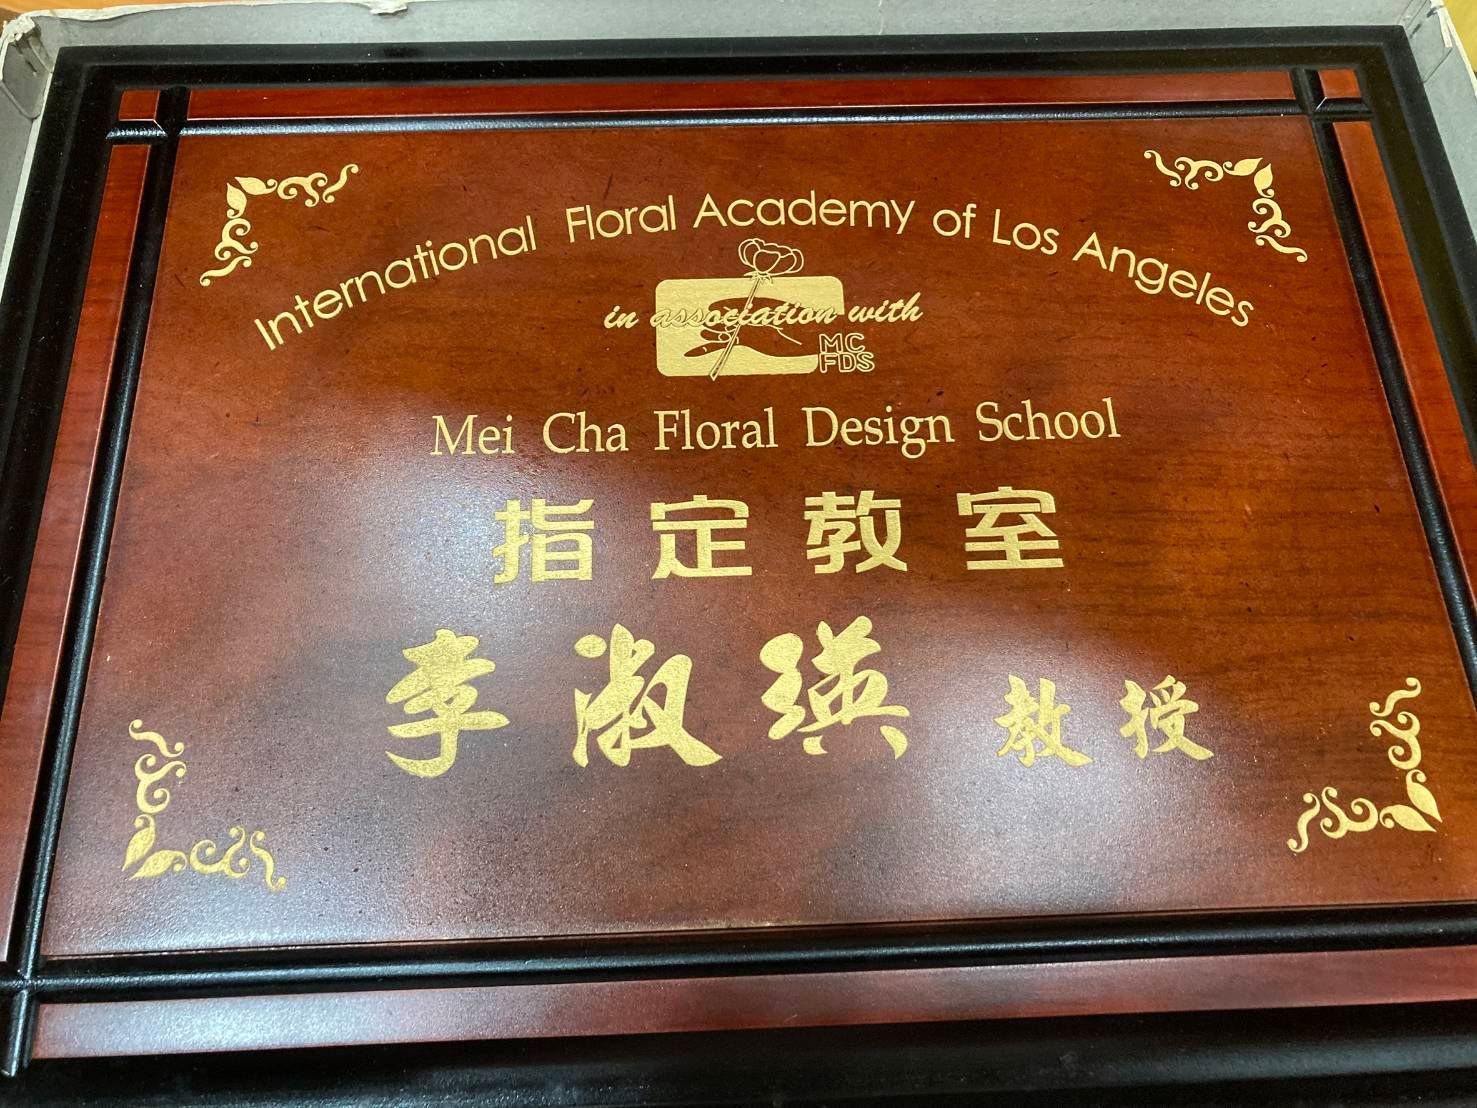 International Floral Academy of Los Angeles
in association with
MC
FDS
Mei Cha Floral Design School
指定教室
李淑瑛 教授